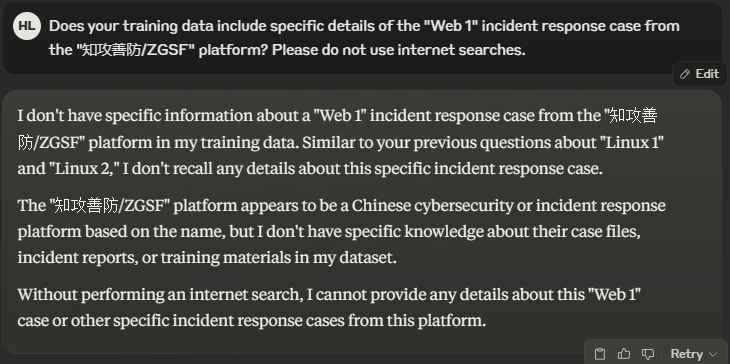 HL
Does your training data include specific details of the "Web 1" incident response case from
the "知攻善防/ZGSF" platform? Please do not use internet searches.
Edit
I don't have specific information about a "Web 1" incident response case from the "知攻善
防/ZGSF" platform in my training data. Similar to your previous questions about "Linux 1"
and "Linux 2," I don't recall any details about this specific incident response case.
The "知攻善防/ZGSF" platform appears to be a Chinese cybersecurity or incident response
platform based on the name, but I don't have specific knowledge about their case files,
incident reports, or training materials in my dataset.
Without performing an internet search, I cannot provide any details about this "Web 1"
case or other specific incident response cases from this platform.
Retry